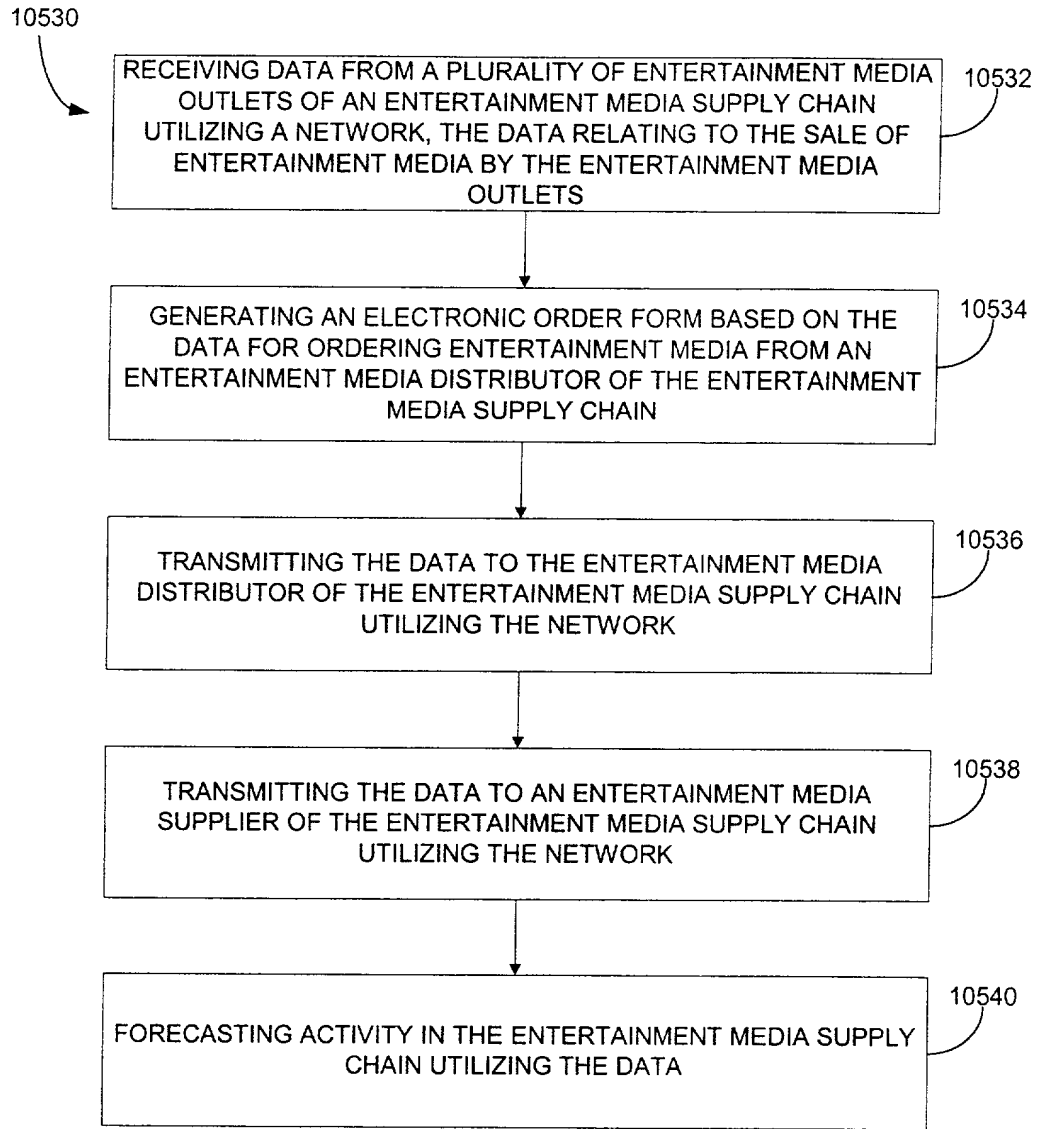 10530
RECEIVING DATA FROM A PLURALITY OF ENTERTAINMENT MEDIA
OUTLETS OF AN ENTERTAINMENT MEDIA SUPPLY CHAIN
UTILIZING A NETWORK, THE DATA RELATING TO THE SALE OF
ENTERTAINMENT MEDIA BY THE ENTERTAINMENT MEDIA
OUTLETS
10532
GENERATING AN ELECTRONIC ORDER FORM BASED ON THE
DATA FOR ORDERING ENTERTAINMENT MEDIA FROM AN
ENTERTAINMENT MEDIA DISTRIBUTOR OF THE ENTERTAINMENT
MEDIA SUPPLY CHAIN
10534
TRANSMITTING THE DATA TO THE ENTERTAINMENT MEDIA
DISTRIBUTOR OF THE ENTERTAINMENT MEDIA SUPPLY CHAIN
UTILIZING THE NETWORK
10536
TRANSMITTING THE DATA TO AN ENTERTAINMENT MEDIA
SUPPLIER OF THE ENTERTAINMENT MEDIA SUPPLY CHAIN
UTILIZING THE NETWORK
10538
FORECASTING ACTIVITY IN THE ENTERTAINMENT MEDIA SUPPLY
CHAIN UTILIZING THE DATA
10540